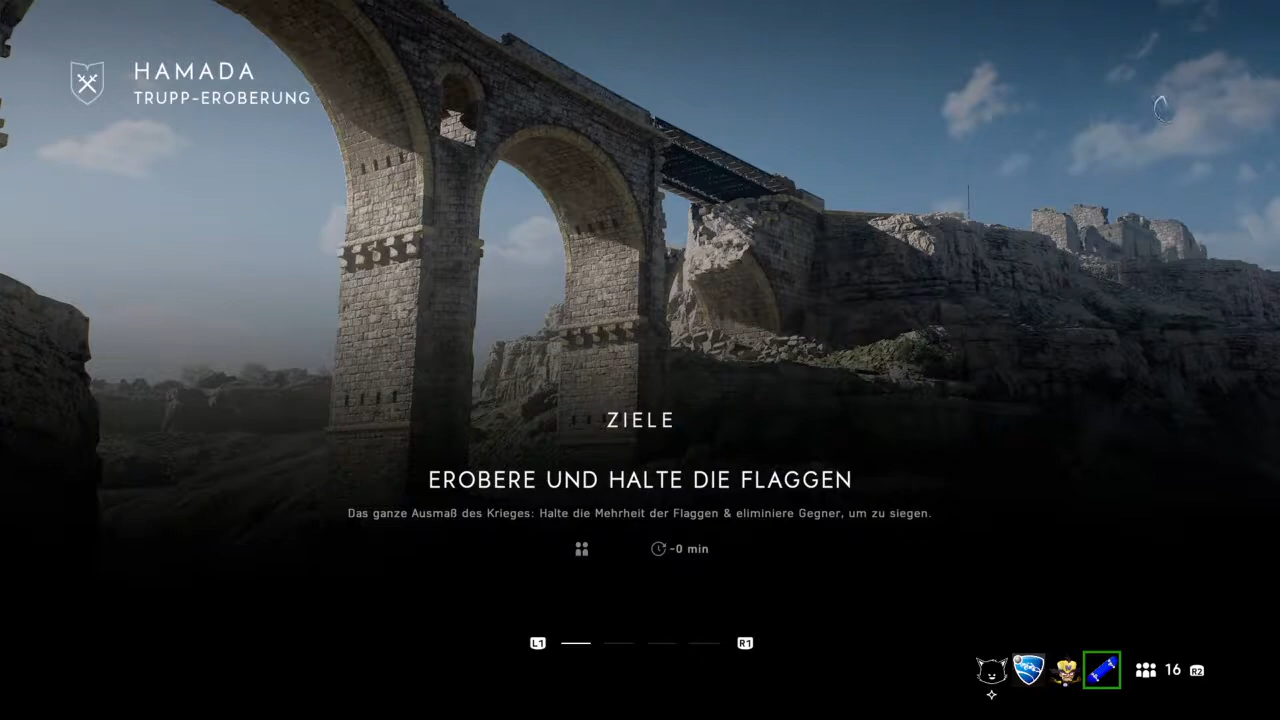 HAMADA
TRUPP-EROBERUNG
ZIELE
EROBERE UND HALTE DIE FLAGGEN
Das ganze Ausmaß des Krieges: Halte die Mehrheit der Flaggen & eliminiere Gegner, um zu siegen.
-0 min
L1 R1
16 R2